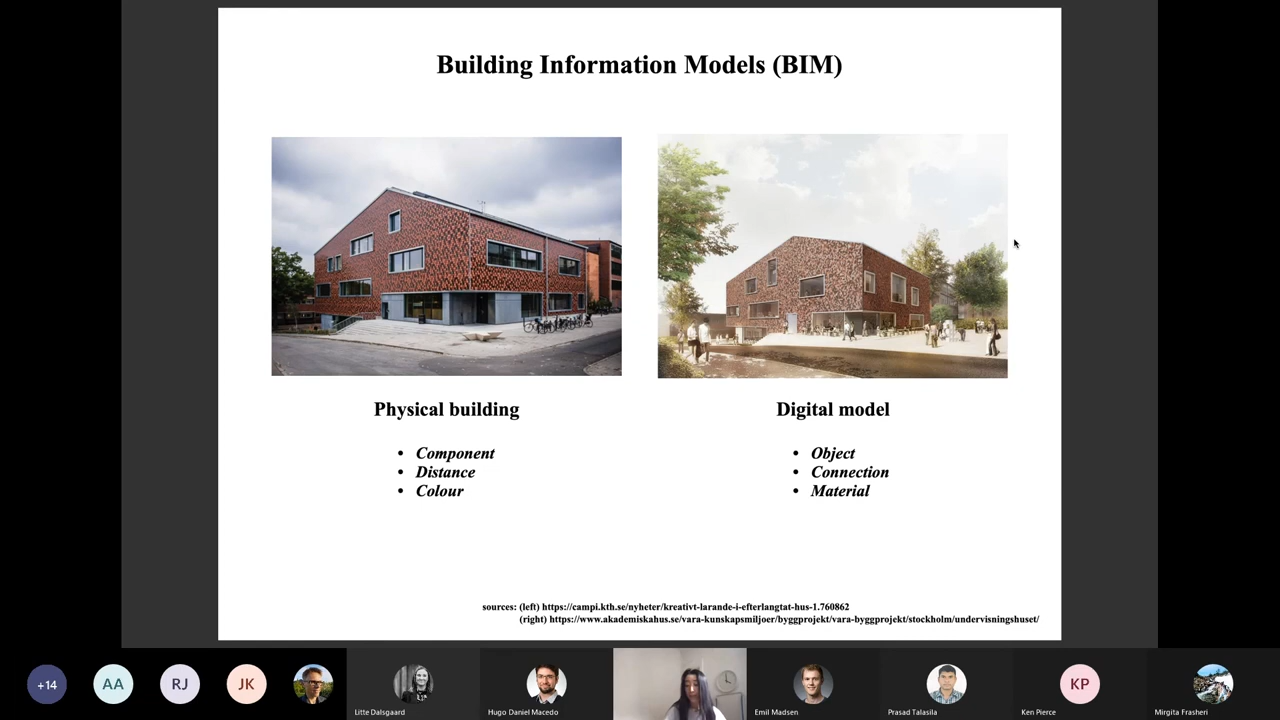 Building Information Models (BIM)
Physical building
• Component
• Distance
• Colour
Digital model
• Object
• Connection
• Material
sources: (left) https://campi.kth.se/nyheter/kreativt-larande-i-efterlangtat-hus-1.760862
(right) https://www.akademiskahus.se/vara-kunskapsmiljoer/byggprojekt/vara-byggprojekt/stockholm/undervisningshuset/
+14
AA
RJ
JK
Litte Dalsgaard
Hugo Daniel Macedo
Emil Madsen
Prasad Talasila
KP
Ken Pierce
Mirgita Frasheri